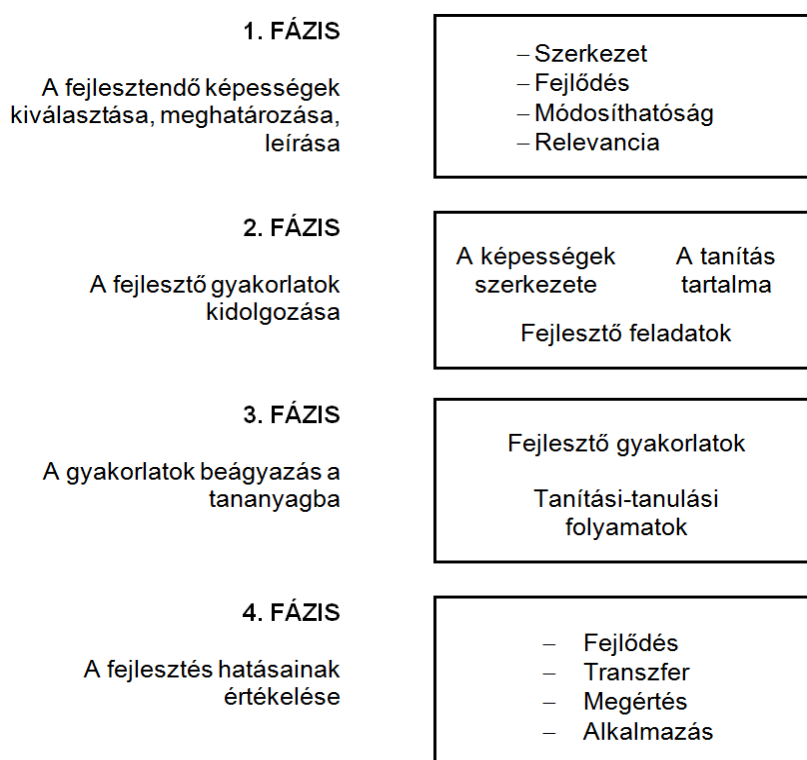 1. FÁZIS
A fejlesztendő képességek
kiválasztása, meghatározása,
leírása
– Szerkezet
– Fejlődés
– Módosíthatóság
– Relevancia
2. FÁZIS
A fejlesztő gyakorlatok
kidolgozása
A képességek
szerkezete
A tanítás
tartalma
Fejlesztő feladatok
3. FÁZIS
A gyakorlatok beágyazás a
tananyagba
Fejlesztő gyakorlatok
Tanítási-tanulási
folyamatok
4. FÁZIS
A fejlesztés hatásainak
értékelése
– Fejlődés
– Transzfer
– Megértés
– Alkalmazás